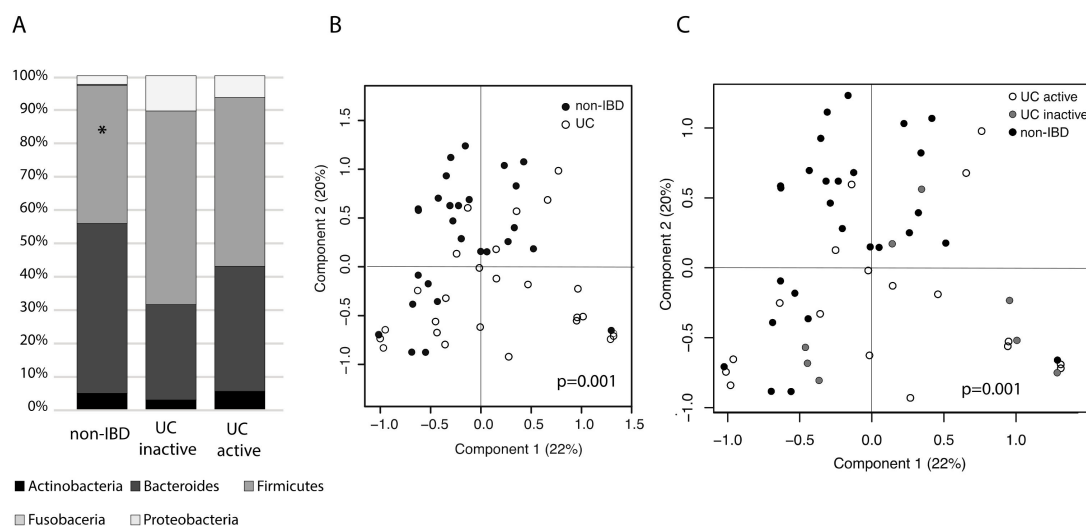 A
100%
90%
80%
70%
60%
50%
40%
30%
20%
10%
0%
*
non-IBD
UC inactive
UC active
Actinobacteria
Bacteroides
Firmicutes
Fusobaceria
Proteobacteria
B
Component 2 (20%)
1.5
1.0
0.5
0.0
−0.5
−1.0
non-IBD
UC
p=0.001
−1.0
−0.5
0.0
0.5
1.0
1.5
Component 1 (22%)
C
Component 2 (20%)
1.0
0.5
0.0
−0.5
−1.0
UC active
UC inactive
non-IBD
p=0.001
−1.0
−0.5
0.0
0.5
1.0
Component 1 (22%)